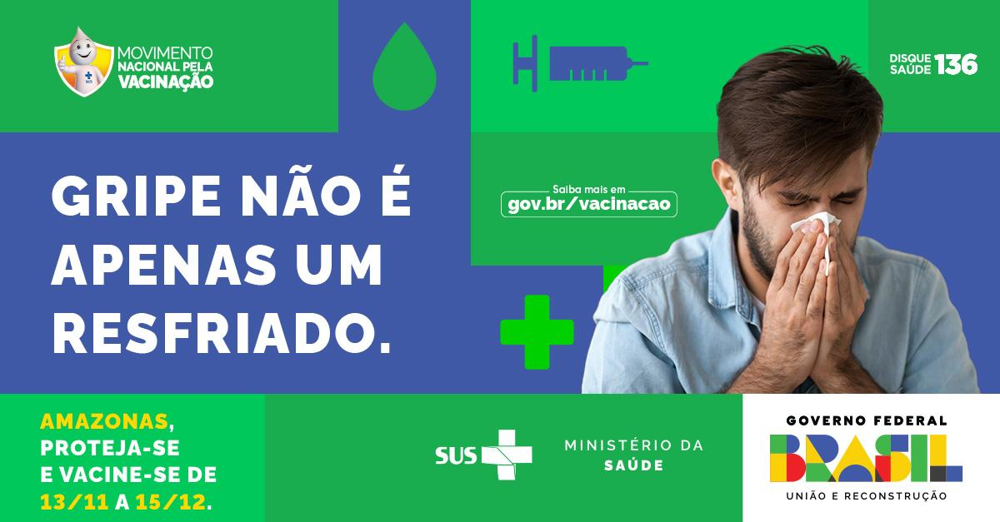 MOVIMENTO
NACIONAL PELA
VACINAÇÃO
SUS
DISQUE
SAÚDE 136
GRIPE NÃO É
APENAS UM
RESFRIADO.
Saiba mais em
gov.br/vacinacao
AMAZONAS,
PROTEJA-SE
E VACINE-SE DE
13/11 A 15/12.
SUS
MINISTÉRIO DA
SAÚDE
GOVERNO FEDERAL
BRASIL
UNIÃO E RECONSTRUÇÃO